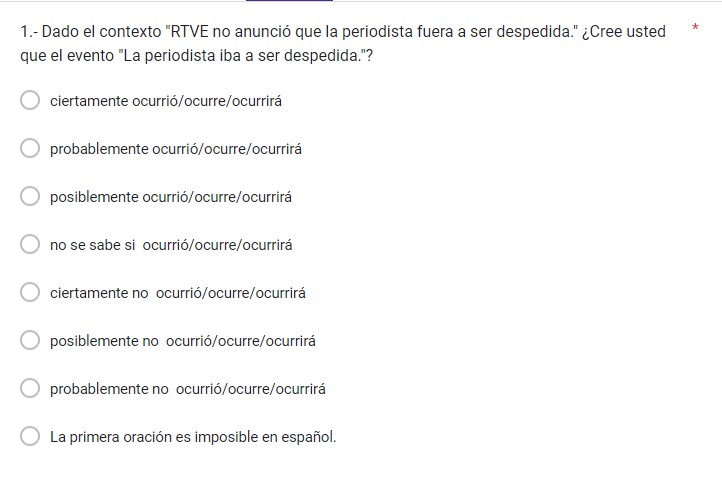 1.- Dado el contexto "RTVE no anunció que la periodista fuera a ser despedida." ¿Cree usted *
que el evento "La periodista iba a ser despedida."?
ciertamente ocurrió/ocurre/ocurrirá
probablemente ocurrió/ocurre/ocurrirá
posiblemente ocurrió/ocurre/ocurrirá
no se sabe si  ocurrió/ocurre/ocurrirá
ciertamente no  ocurrió/ocurre/ocurrirá
posiblemente no  ocurrió/ocurre/ocurrirá
probablemente no  ocurrió/ocurre/ocurrirá
La primera oración es imposible en español.